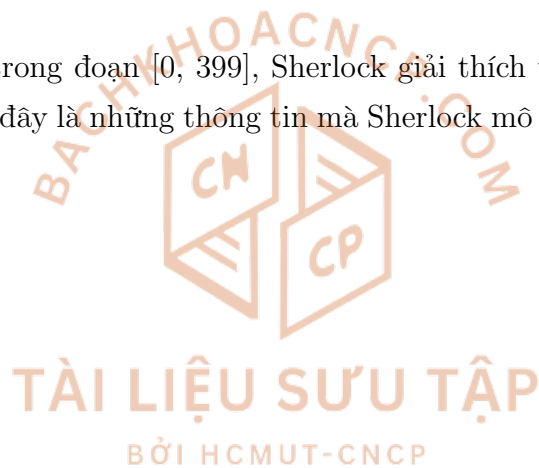 trong đoạn [0, 399], Sherlock giải thích
đây là những thông tin mà Sherlock mô
BACHKHOACNCP.COM
CN
CP
TÀI LIỆU SƯU TẬP
BỞI HCMUT-CNCP